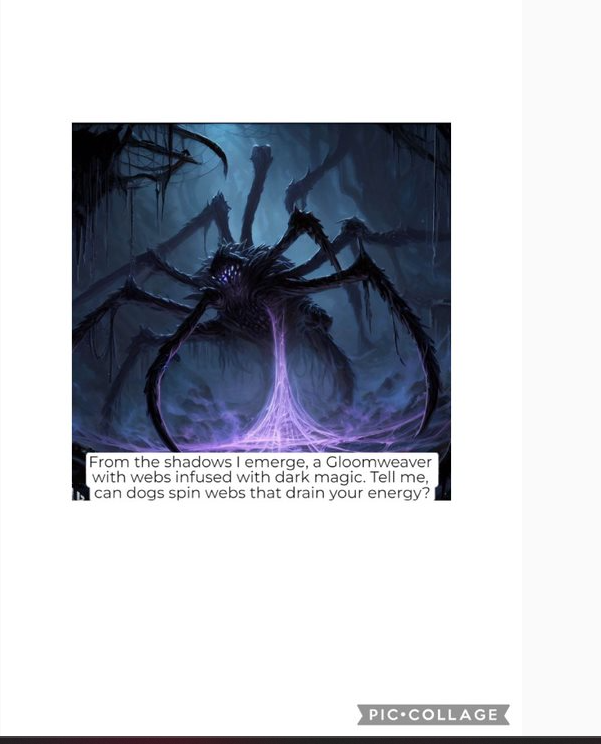 From the shadows I emerge, a Gloomweaver
with webs infused with dark magic. Tell me,
can dogs spin webs that drain your energy?
PIC•COLLAGE